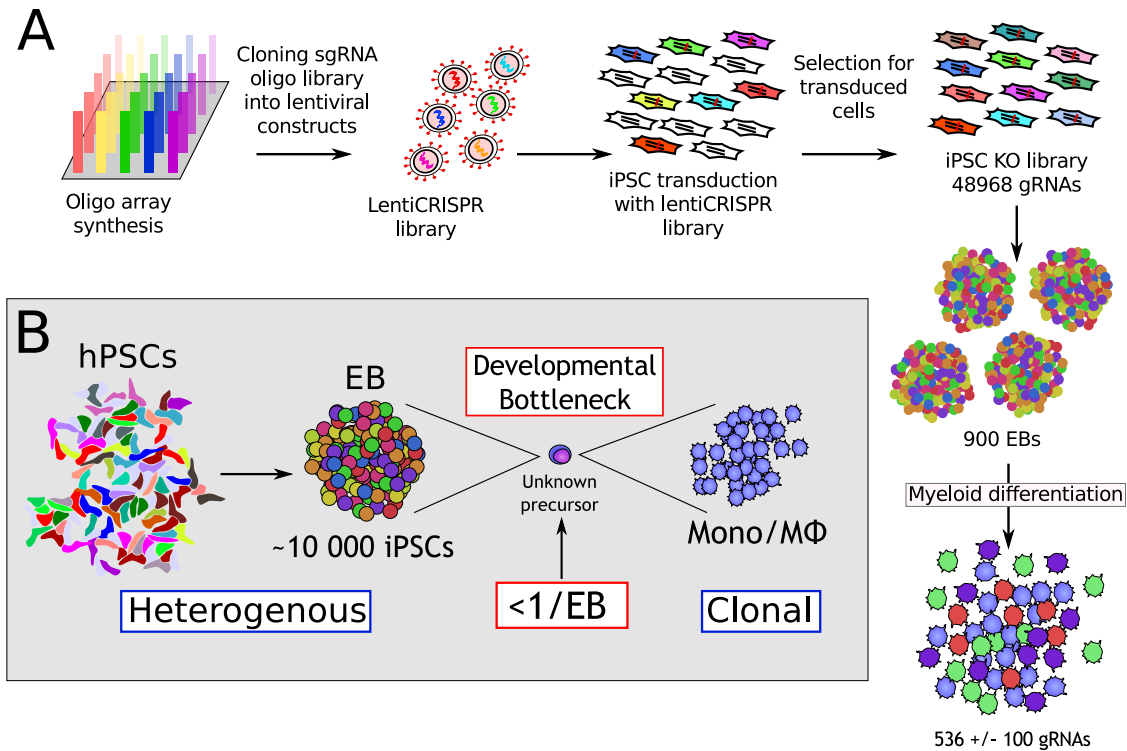 A
Oligo array
synthesis
Cloning sgRNA
oligo library
into lentiviral
constructs
LentiCRISPR
library
iPSC transduction
with lentiCRISPR
library
Selection for
transduced
cells
iPSC KO library
48968 gRNAs
900 EBs
Myeloid differentiation
536 +/- 100 gRNAs
B
hPSCs
EB
~10 000 iPSCs
Heterogenous
Developmental
Bottleneck
Unknown
precursor
<1/EB
Mono/MΦ
Clonal